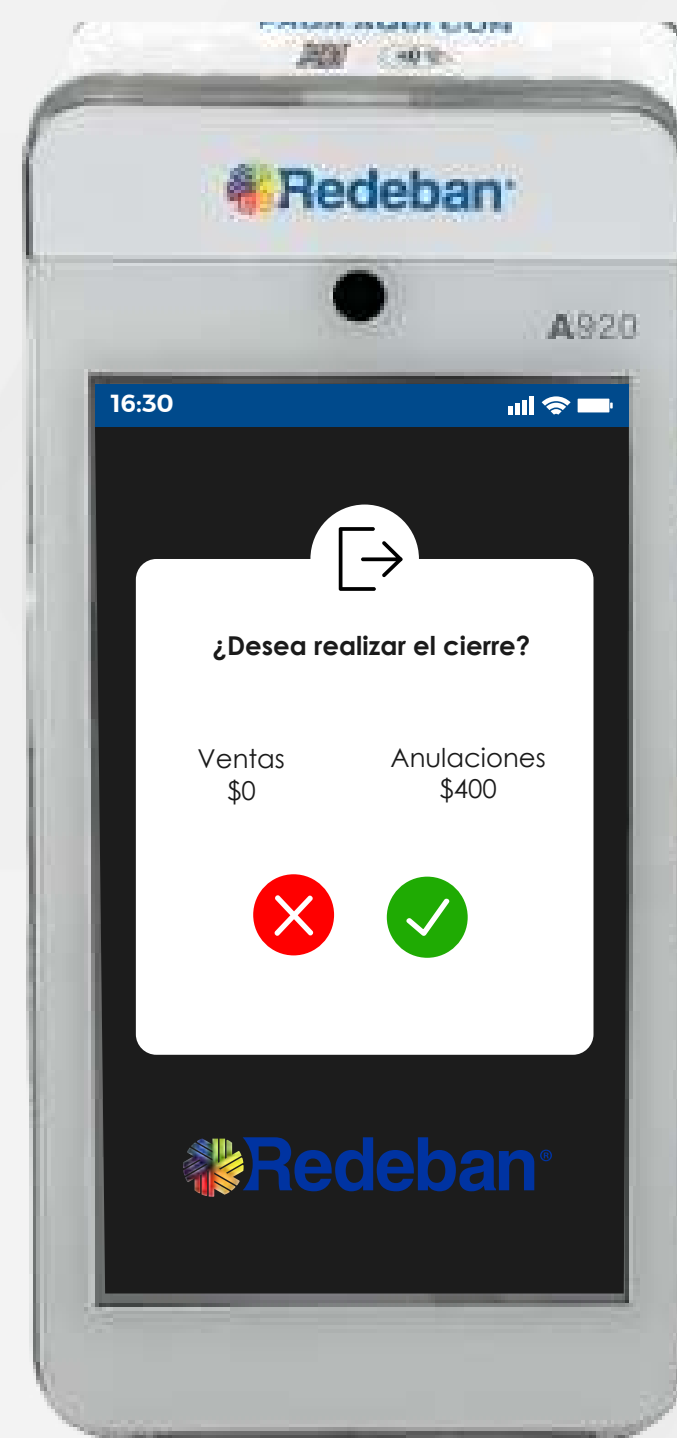 Redeban
A920
16:30
¿Desea realizar el cierre?
Ventas
Anulaciones
$0
$400
Redeban®